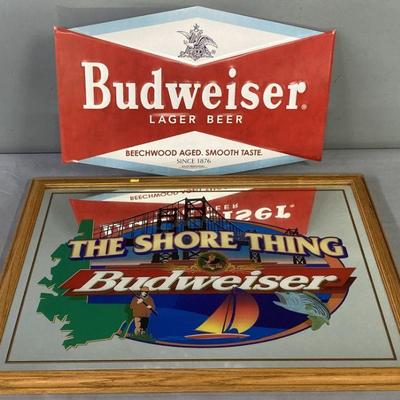 Budweiser
LAGER BEER
BEECHWOOD AGED. SMOOTH TASTE.
SINCE 1876
THE SHORE THING
Budweiser